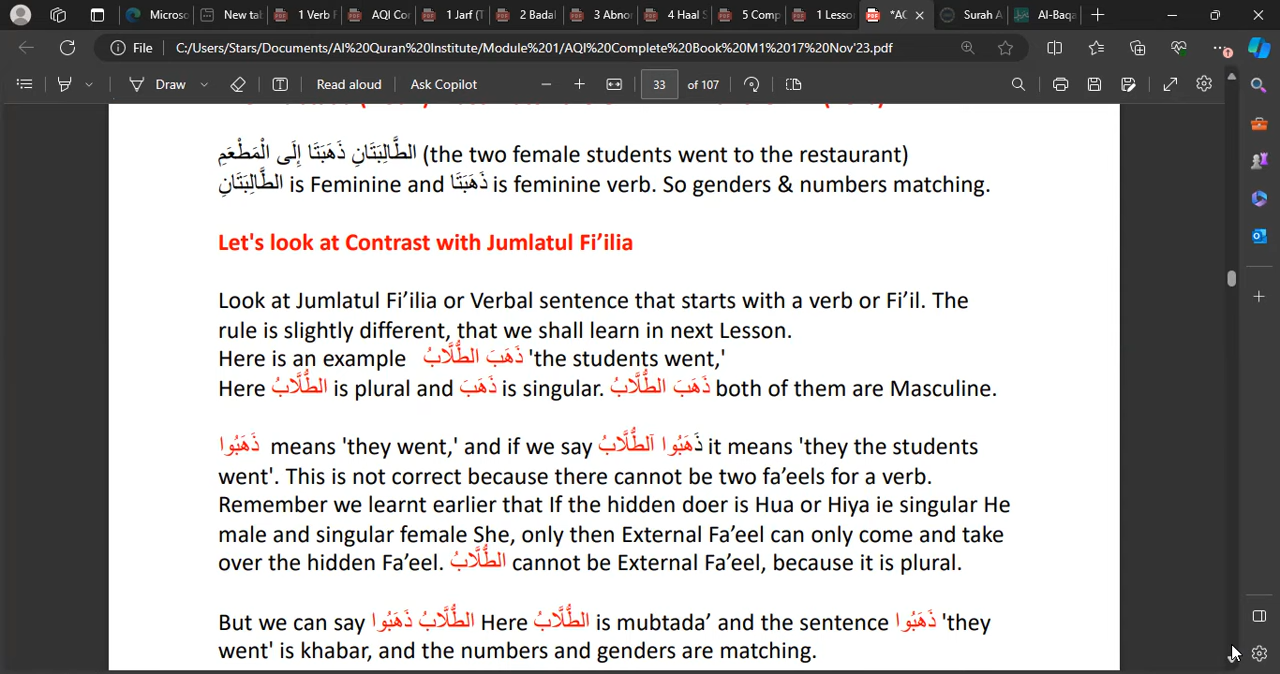 Microso
New ta
1 Verb F
AQI Co
1 Jarf (T
2 Badal
3 Abnor
4 Haal S
5 Comp
1 Lesso
*AC
Surah A
Al-Baqa
File
C:/Users/Stars/Documents/Al%20Quran%20Institute/Module%201/AQI%20Complete%20Book%20M1%2017%20Nov'23.pdf
Draw
Read aloud
Ask Copilot
33 of 107
الطَّالِبَتَانِ ذَهَبَتَا إِلَى الْمَطْعَمِ (the two female students went to the restaurant)
الطَّالِبَتَانِ is Feminine and ذَهَبَتَا is feminine verb. So genders & numbers matching.
Let's look at Contrast with Jumlatul Fi’ilia
Look at Jumlatul Fi’ilia or Verbal sentence that starts with a verb or Fi’il. The
rule is slightly different, that we shall learn in next Lesson.
Here is an example ذَهَبَ الطُّلَّابُ 'the students went,'
Here الطُّلَّابُ is plural and ذَهَبَ is singular. ذَهَبَ الطُّلَّابُ both of them are Masculine.
ذَهَبُوا means 'they went,' and if we say ذَهَبُوا اَلطُّلَّابُ it means 'they the students
went'. This is not correct because there cannot be two fa’eels for a verb.
Remember we learnt earlier that If the hidden doer is Hua or Hiya ie singular He
male and singular female She, only then External Fa’eel can only come and take
over the hidden Fa’eel. الطُّلَّابُ cannot be External Fa’eel, because it is plural.
But we can say الطُّلَّابُ ذَهَبُوا Here الطُّلَّابُ is mubtada’ and the sentence ذَهَبُوا 'they
went' is khabar, and the numbers and genders are matching.